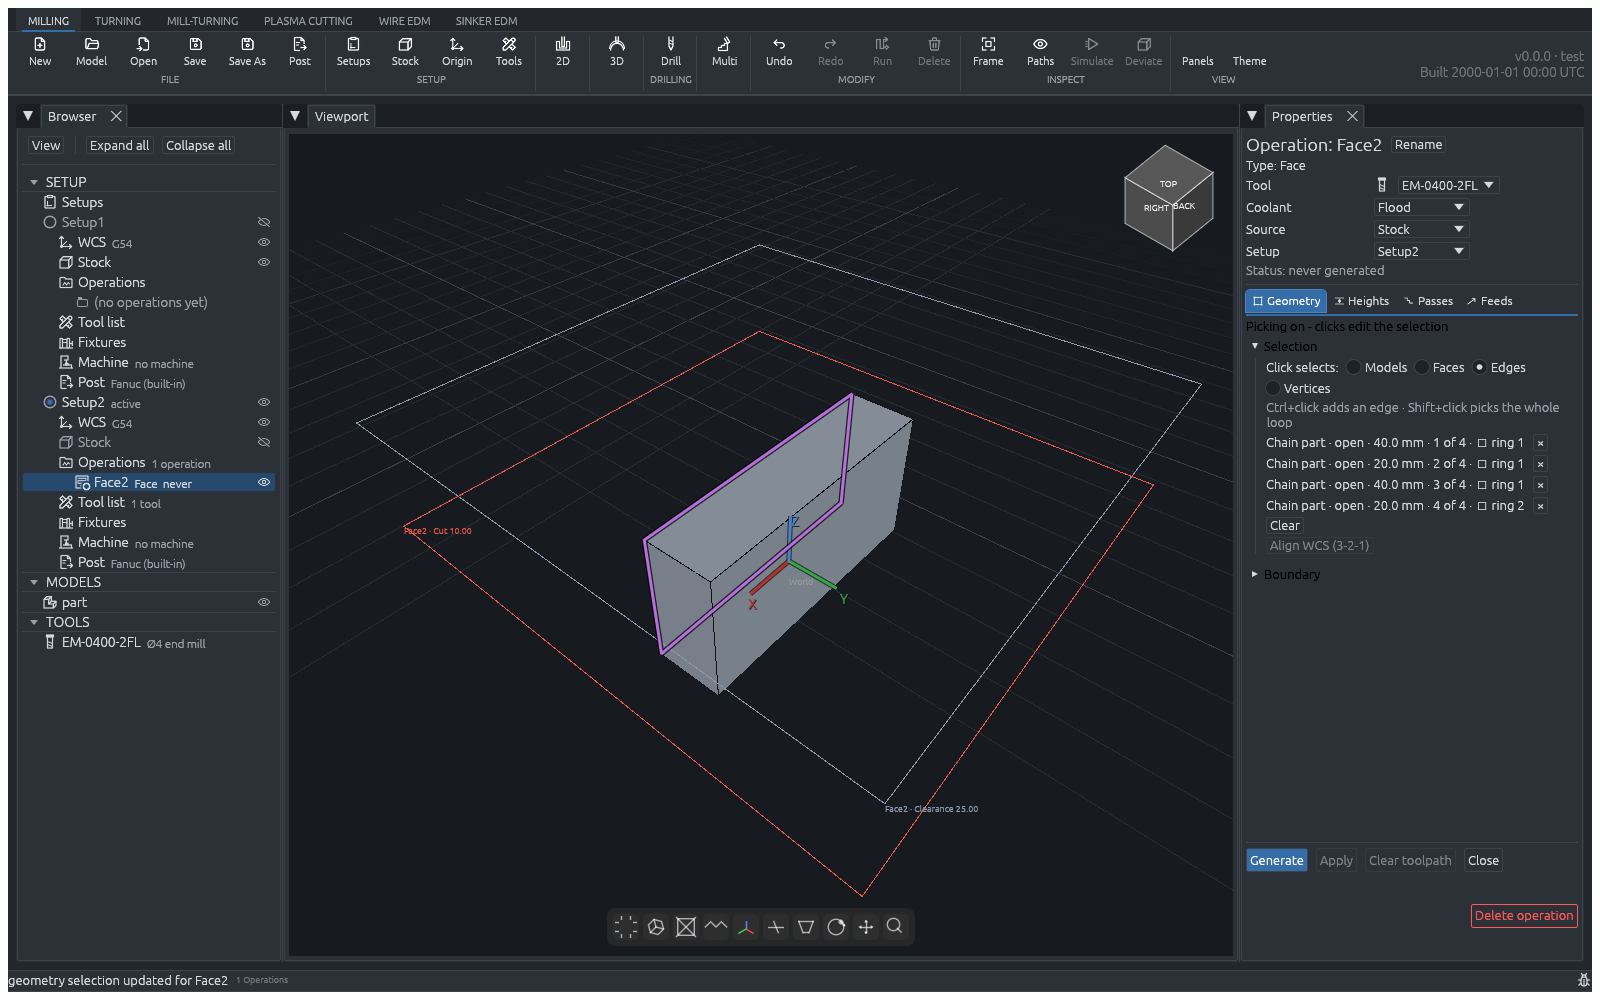 MILLING TURNING MILL-TURNING PLASMA CUTTING WIRE EDM SINKER EDM
New Model Open Save Save As Post Setups Stock Origin Tools 2D 3D Drill Multi Undo Redo Run Delete Frame Paths Simulate Deviate Panels Theme
FILE SETUP DRILLING MODIFY INSPECT VIEW
v0.0.0 · test
Built 2000-01-01 00:00 UTC
Browser
View Expand all Collapse all
SETUP
Setups
Setup1
WCS G54
Stock
Operations
(no operations yet)
Tool list
Fixtures
Machine no machine
Post Fanuc (built-in)
Setup2 active
WCS G54
Stock
Operations 1 operation
Face2 Face never
Tool list 1 tool
Fixtures
Machine no machine
Post Fanuc (built-in)
MODELS
part
TOOLS
EM-0400-2FL Ø4 end mill
Viewport
TOP
RIGHT BACK
Face2 · Cut 10.00
Z
World
X
Y
Face2 · Clearance 25.00
Properties
Operation: Face2 Rename
Type: Face
Tool EM-0400-2FL
Coolant Flood
Source Stock
Setup Setup2
Status: never generated
Geometry Heights Passes Feeds
Picking on - clicks edit the selection
Selection
Click selects: Models Faces Edges
Vertices
Ctrl+click adds an edge · Shift+click picks the whole
loop
Chain part · open · 40.0 mm · 1 of 4 · ring 1
Chain part · open · 20.0 mm · 2 of 4 · ring 1
Chain part · open · 40.0 mm · 3 of 4 · ring 1
Chain part · open · 20.0 mm · 4 of 4 · ring 2
Clear
Align WCS (3-2-1)
Boundary
Generate Apply Clear toolpath Close
Delete operation
geometry selection updated for Face2 1 Operations